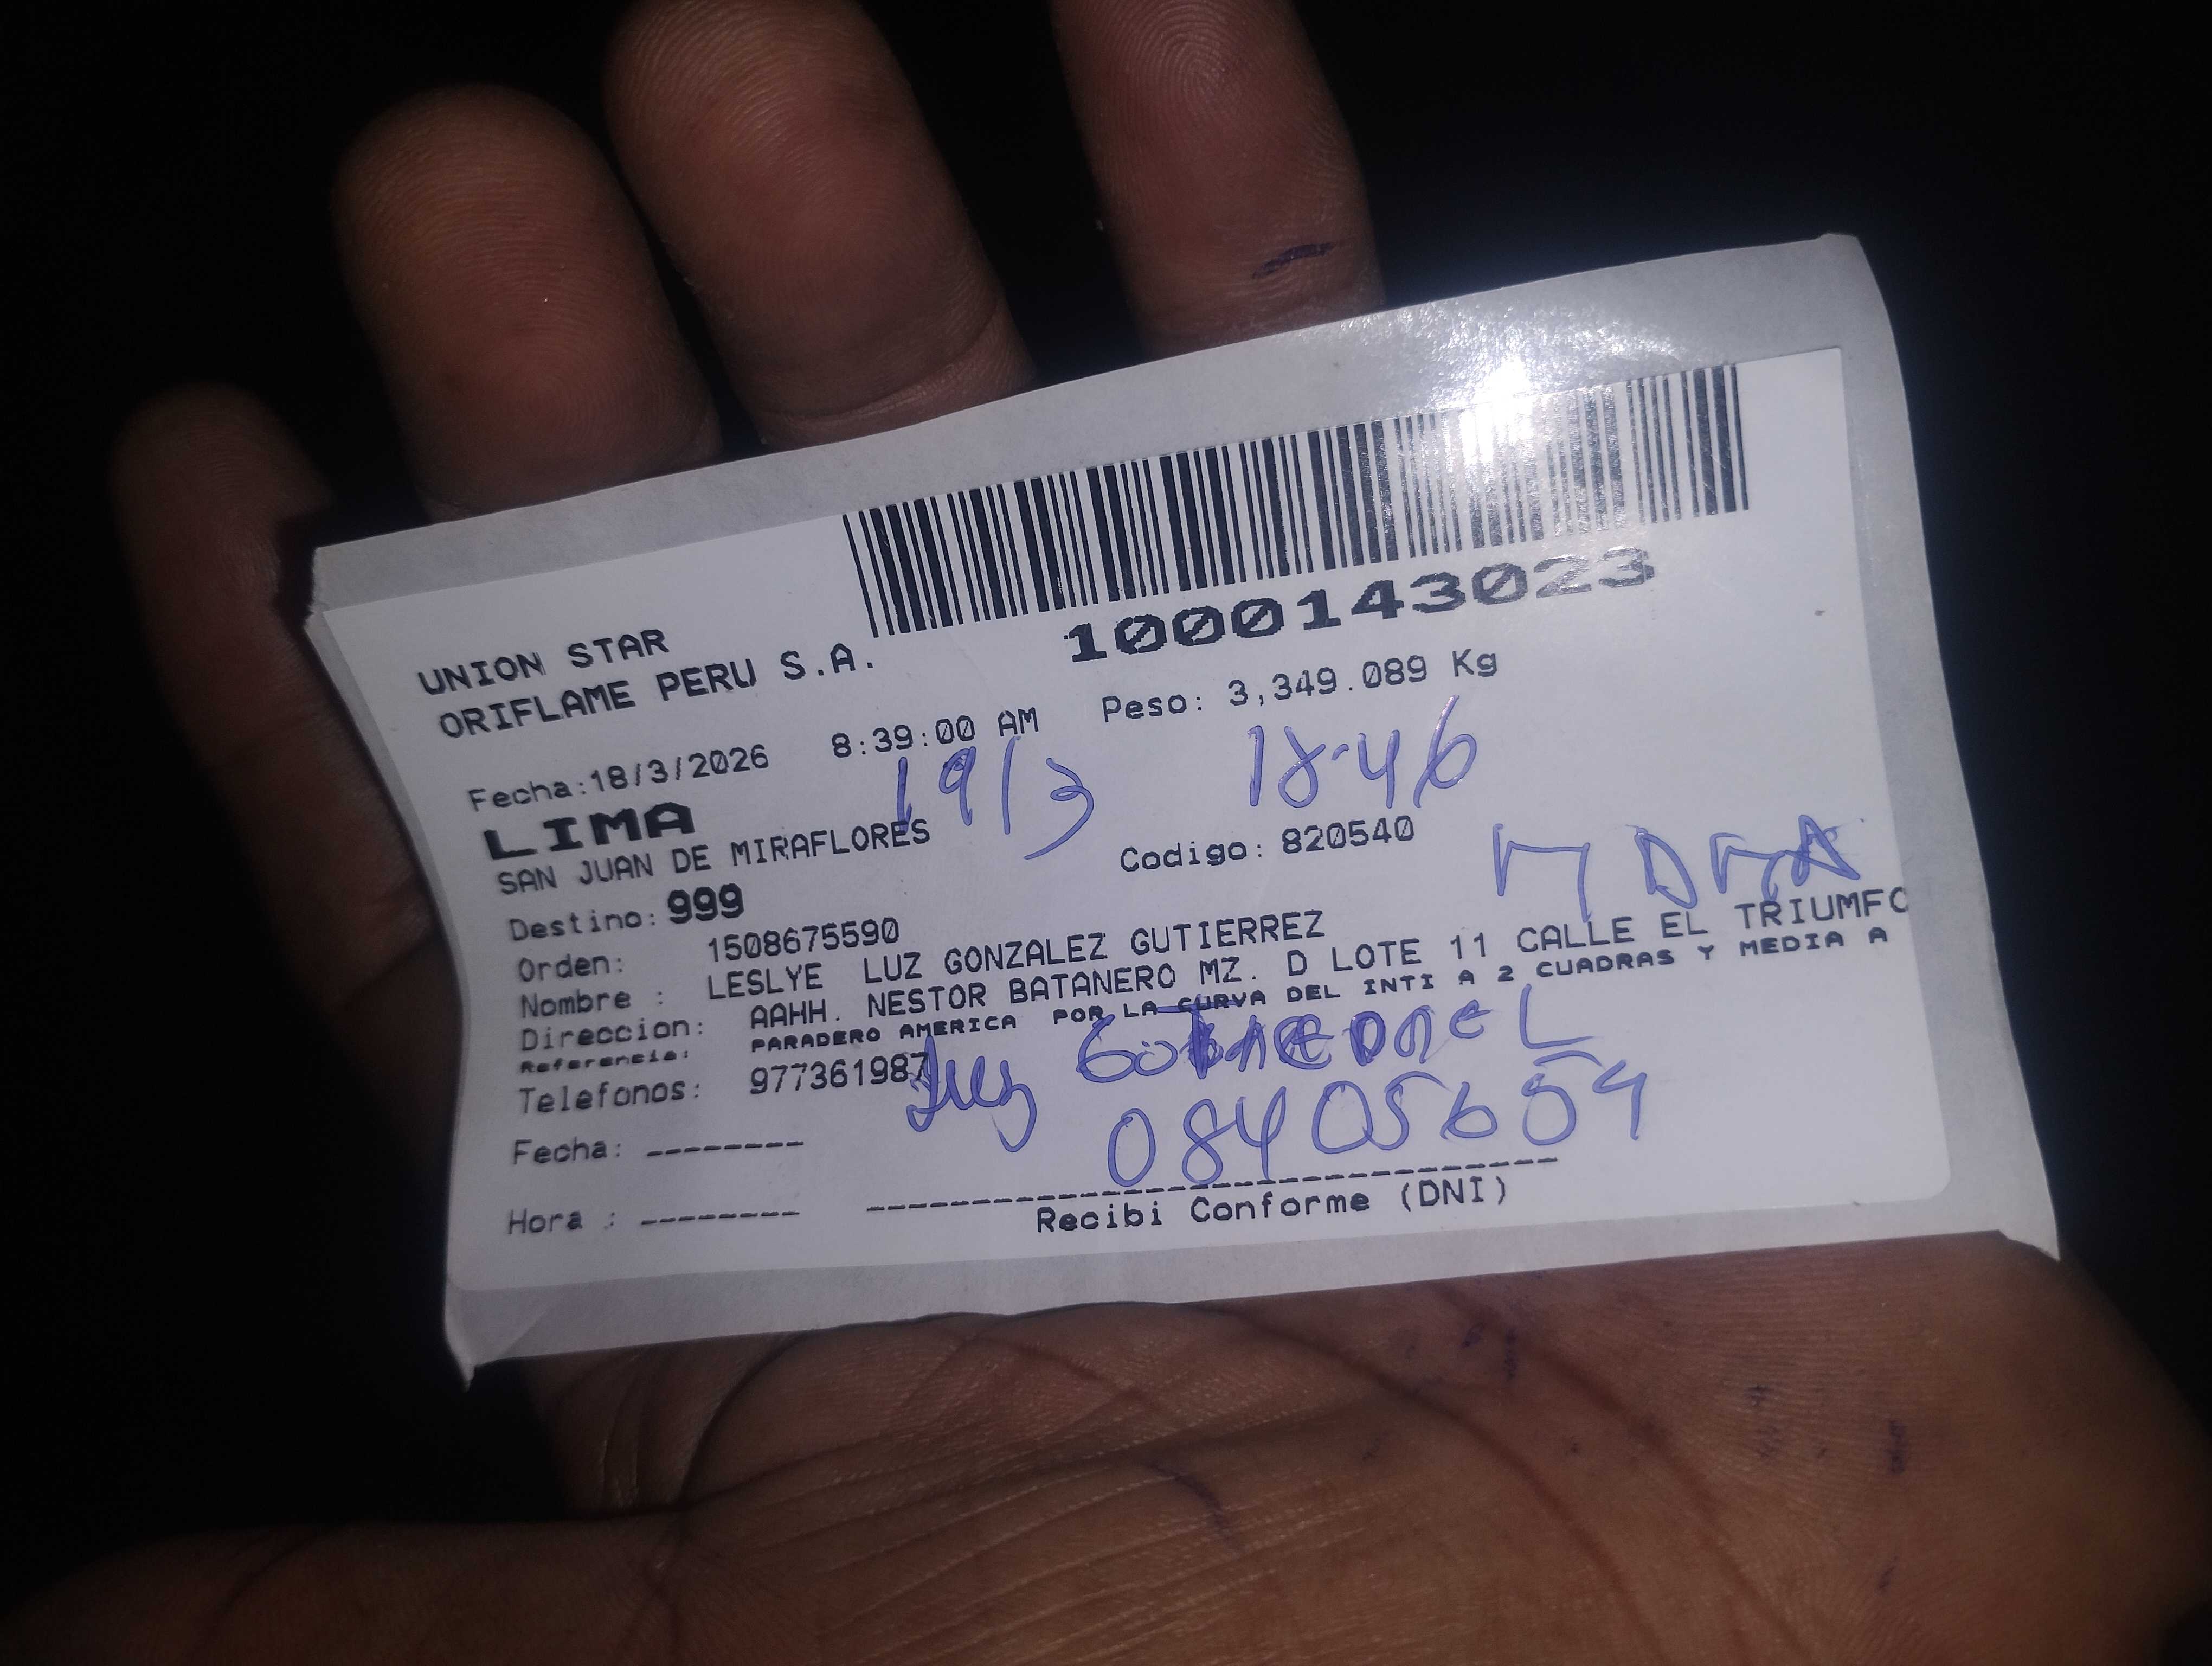 1000143023
UNION STAR
ORIFLAME PERU S.A.
Peso: 3,349.089 Kg
Fecha:18/3/2026 8:39:00 AM
19/3 18:46
LIMA
SAN JUAN DE MIRAFLORES
Codigo: 820540
Destino: 999
Orden: 1508675590
Nombre : LESLYE LUZ GONZALEZ GUTIERREZ
Direccion: AAHH. NESTOR BATANERO MZ. D LOTE 11 CALLE EL TRIUMFO
Referencia: PARADERO AMERICA POR LA CURVA DEL INTI A 2 CUADRAS Y MEDIA A
Telefonos: 977361987
Luz
Fecha: --------
Hora : --------
Recibi Conforme (DNI)